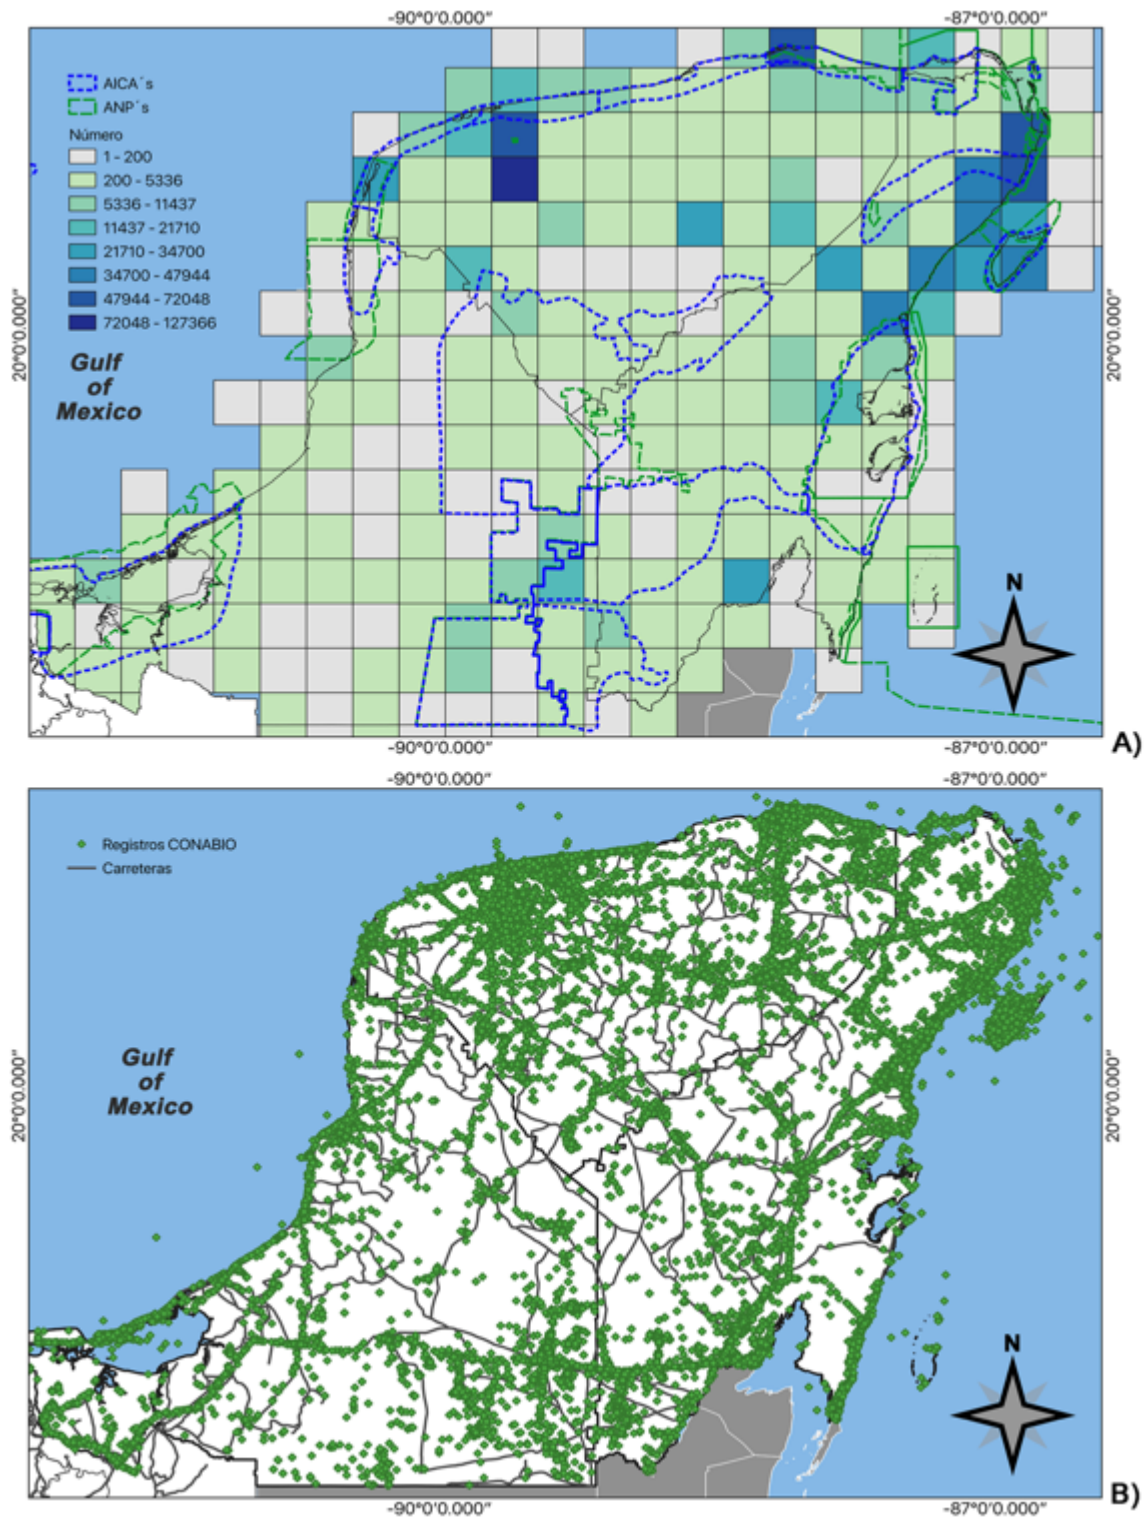 -90°0'0.000"
-87°0'0.000"
AICA´s
ANP´s
Número
1 - 200
200 - 5336
5336 - 11437
11437 - 21710
21710 - 34700
34700 - 47944
47944 - 72048
72048 - 127366
20°0'0.000"
20°0'0.000"
Gulf
of
Mexico
N
-90°0'0.000"
-87°0'0.000"
A)
-90°0'0.000"
-87°0'0.000"
Registros CONABIO
Carreteras
20°0'0.000"
20°0'0.000"
Gulf
of
Mexico
N
-90°0'0.000"
-87°0'0.000"
B)